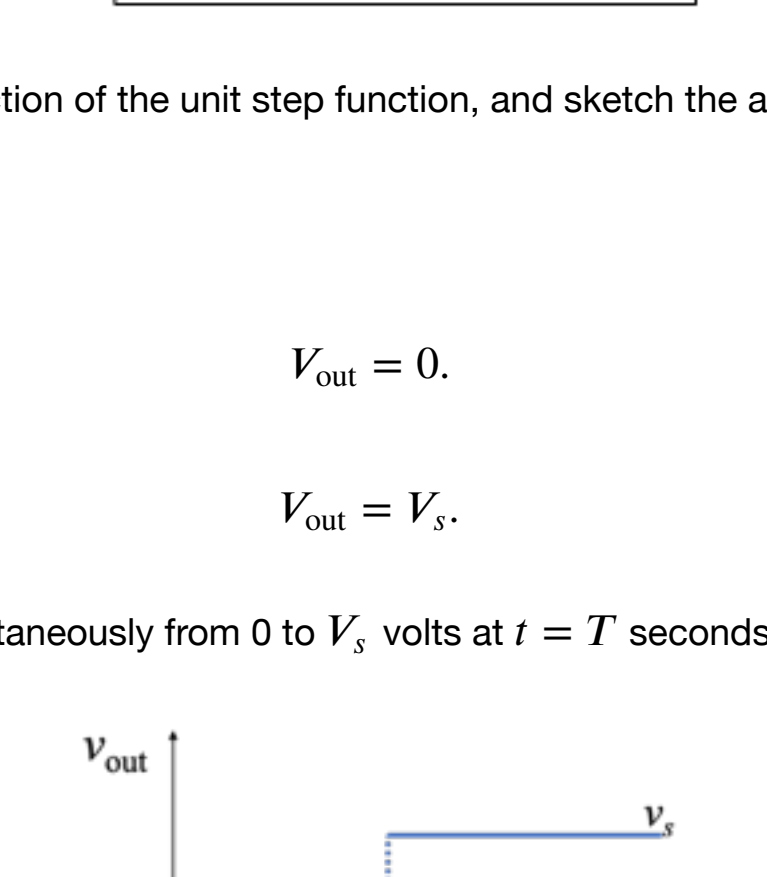 tion of the unit step function, and sketch the a
V_out = 0.
V_out = V_s.
taneously from 0 to V_s volts at t = T seconds
v_out
v_s